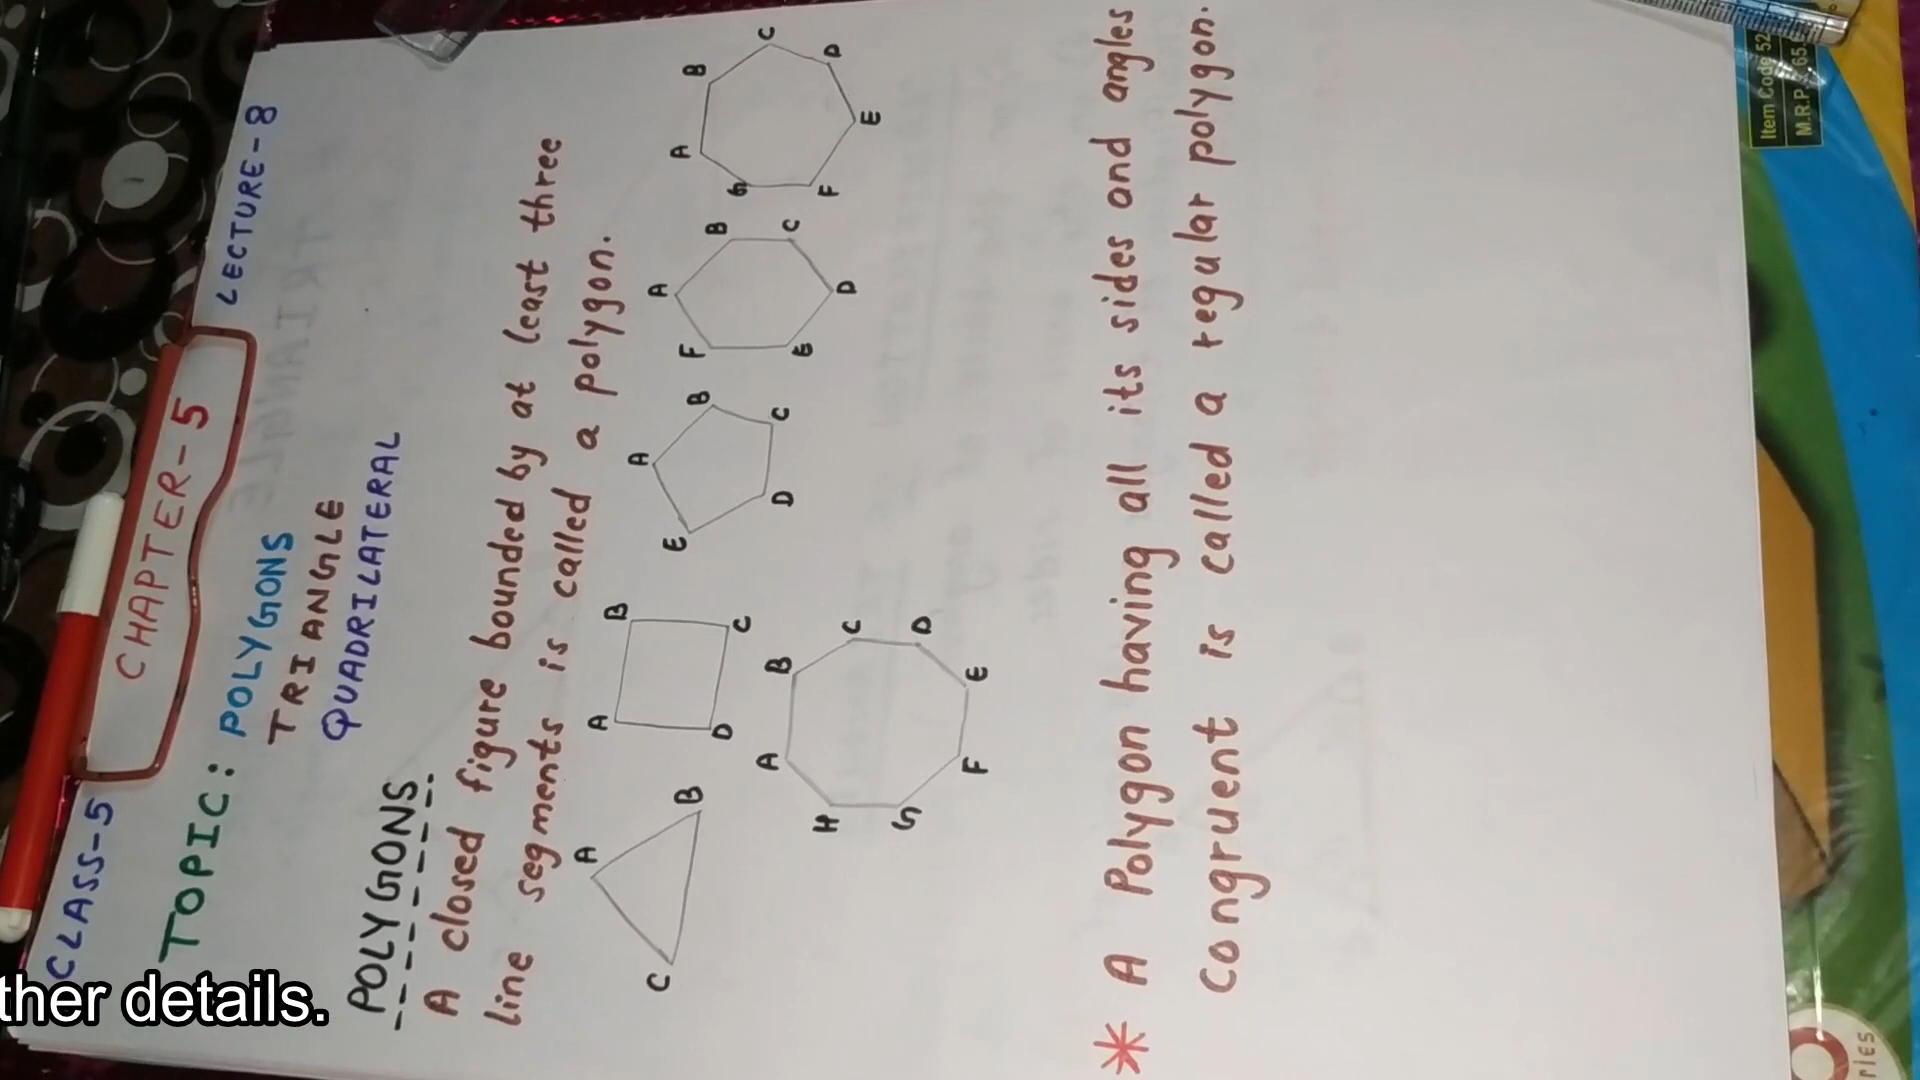 CLASS-5
CHAPTER-5
LECTURE-8
TOPIC: POLYGONS
TRIANGLE
QUADRILATERAL
POLYGONS
A closed figure bounded by at least three
line segments is called a polygon.
A
B
C
A
B
C
D
A
B
C
D
E
A
B
C
D
E
F
A
B
C
D
E
F
G
A
B
C
D
E
F
G
H
* A Polygon having all its sides and angles
congruent is called a regular polygon.
Item Code 52
M.R.P. 65.
ries
ther details.